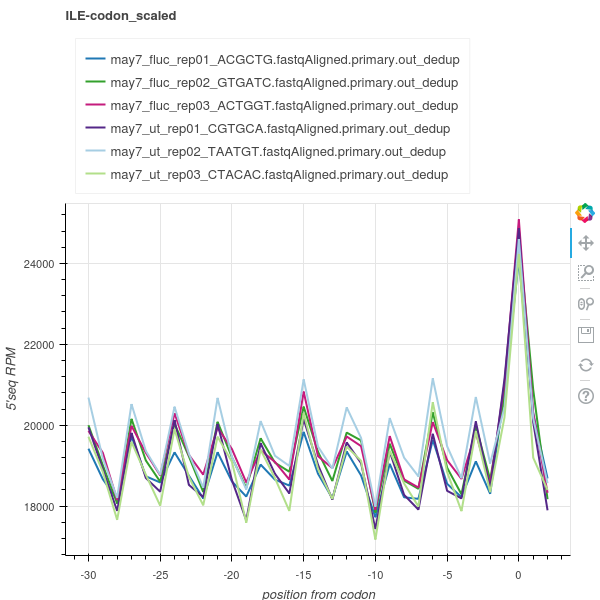 ILE-codon_scaled
may7_fluc_rep01_ACGCTG.fastqAligned.primary.out_dedup
may7_fluc_rep02_GTGATC.fastqAligned.primary.out_dedup
may7_fluc_rep03_ACTGGT.fastqAligned.primary.out_dedup
may7_ut_rep01_CGTGCA.fastqAligned.primary.out_dedup
may7_ut_rep02_TAATGT.fastqAligned.primary.out_dedup
may7_ut_rep03_CTACAC.fastqAligned.primary.out_dedup
24000
22000
20000
18000
5'seq RPM
-30 -25 -20 -15 -10 -5 0
position from codon